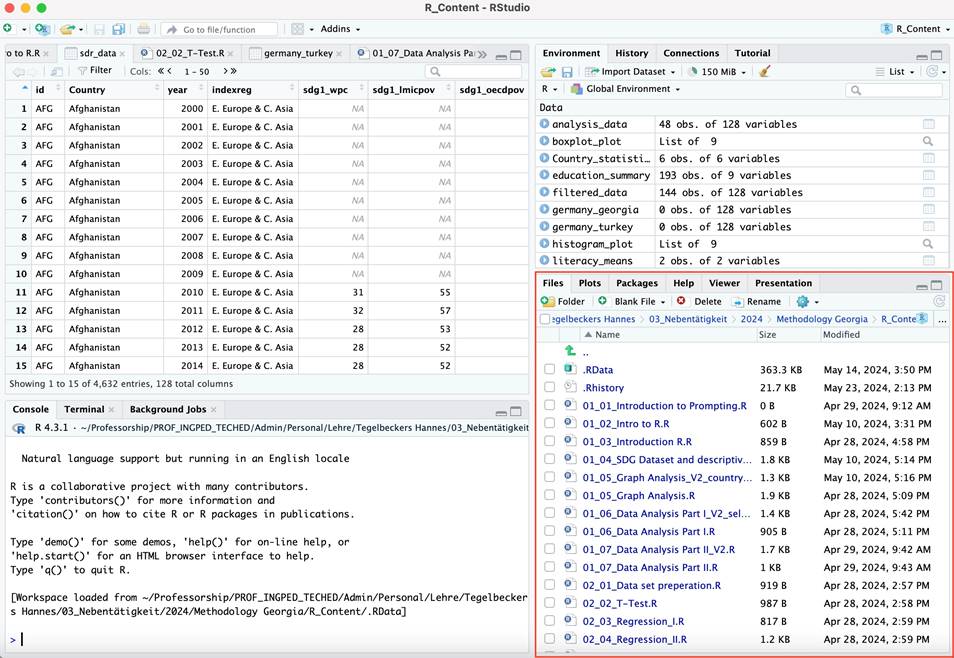 R_Content - RStudio
Go to file/function
Addins
R_Content
o to R.R
sdr_data
02_02_T-Test.R
germany_turkey
01_07_Data Analysis Pa
Filter
Cols:
1 - 50
id Country year indexreg sdg1_wpc sdg1_lmicpov sdg1_oecdpov
1 AFG Afghanistan 2000 E. Europe & C. Asia NA NA
2 AFG Afghanistan 2001 E. Europe & C. Asia NA NA
3 AFG Afghanistan 2002 E. Europe & C. Asia NA NA
4 AFG Afghanistan 2003 E. Europe & C. Asia NA NA
5 AFG Afghanistan 2004 E. Europe & C. Asia NA NA
6 AFG Afghanistan 2005 E. Europe & C. Asia NA NA
7 AFG Afghanistan 2006 E. Europe & C. Asia NA NA
8 AFG Afghanistan 2007 E. Europe & C. Asia NA NA
9 AFG Afghanistan 2008 E. Europe & C. Asia NA NA
10 AFG Afghanistan 2009 E. Europe & C. Asia NA NA
11 AFG Afghanistan 2010 E. Europe & C. Asia 31 55
12 AFG Afghanistan 2011 E. Europe & C. Asia 32 57
13 AFG Afghanistan 2012 E. Europe & C. Asia 28 53
14 AFG Afghanistan 2013 E. Europe & C. Asia 28 52
15 AFG Afghanistan 2014 E. Europe & C. Asia 28 52
Showing 1 to 15 of 4,632 entries, 128 total columns
Console Terminal Background Jobs
R 4.3.1 · ~/Professorship/PROF_INGPED_TECHED/Admin/Personal/Lehre/Tegelbeckers Hannes/03_Nebentätigkeit
Natural language support but running in an English locale
R is a collaborative project with many contributors.
Type 'contributors()' for more information and
'citation()' on how to cite R or R packages in publications.
Type 'demo()' for some demos, 'help()' for on-line help, or
'help.start()' for an HTML browser interface to help.
Type 'q()' to quit R.
[Workspace loaded from ~/Professorship/PROF_INGPED_TECHED/Admin/Personal/Lehre/Tegelbecker
s Hannes/03_Nebentätigkeit/2024/Methodology Georgia/R_Content/.RData]
>
Environment History Connections Tutorial
Import Dataset 150 MiB List
R Global Environment
Data
analysis_data 48 obs. of 128 variables
boxplot_plot List of 9
Country_statisti… 6 obs. of 6 variables
education_summary 193 obs. of 9 variables
filtered_data 144 obs. of 128 variables
germany_georgia 0 obs. of 128 variables
germany_turkey 0 obs. of 128 variables
histogram_plot List of 9
literacy_means 2 obs. of 2 variables
Files Plots Packages Help Viewer Presentation
Folder Blank File Delete Rename
egelbeckers Hannes > 03_Nebentätigkeit > 2024 > Methodology Georgia > R_Conte ...
Name Size Modified
..
.RData 363.3 KB May 14, 2024, 3:50 PM
.Rhistory 21.7 KB May 23, 2024, 2:13 PM
01_01_Introduction to Prompting.R 0 B Apr 29, 2024, 9:12 AM
01_02_Intro to R.R 602 B May 10, 2024, 3:31 PM
01_03_Introduction R.R 859 B Apr 28, 2024, 4:58 PM
01_04_SDG Dataset and descriptiv... 1.8 KB May 10, 2024, 5:14 PM
01_05_Graph Analysis_V2_country... 1.3 KB May 10, 2024, 5:16 PM
01_05_Graph Analysis.R 1.9 KB Apr 28, 2024, 5:09 PM
01_06_Data Analysis Part I_V2_sel... 1.4 KB Apr 28, 2024, 5:42 PM
01_06_Data Analysis Part I.R 905 B Apr 28, 2024, 5:11 PM
01_07_Data Analysis Part II_V2.R 1.7 KB Apr 29, 2024, 9:42 AM
01_07_Data Analysis Part II.R 1 KB Apr 29, 2024, 9:43 AM
02_01_Data set preperation.R 919 B Apr 28, 2024, 2:57 PM
02_02_T-Test.R 987 B Apr 28, 2024, 2:58 PM
02_03_Regression_I.R 817 B Apr 28, 2024, 2:59 PM
02_04_Regression_II.R 1.2 KB Apr 28, 2024, 2:59 PM